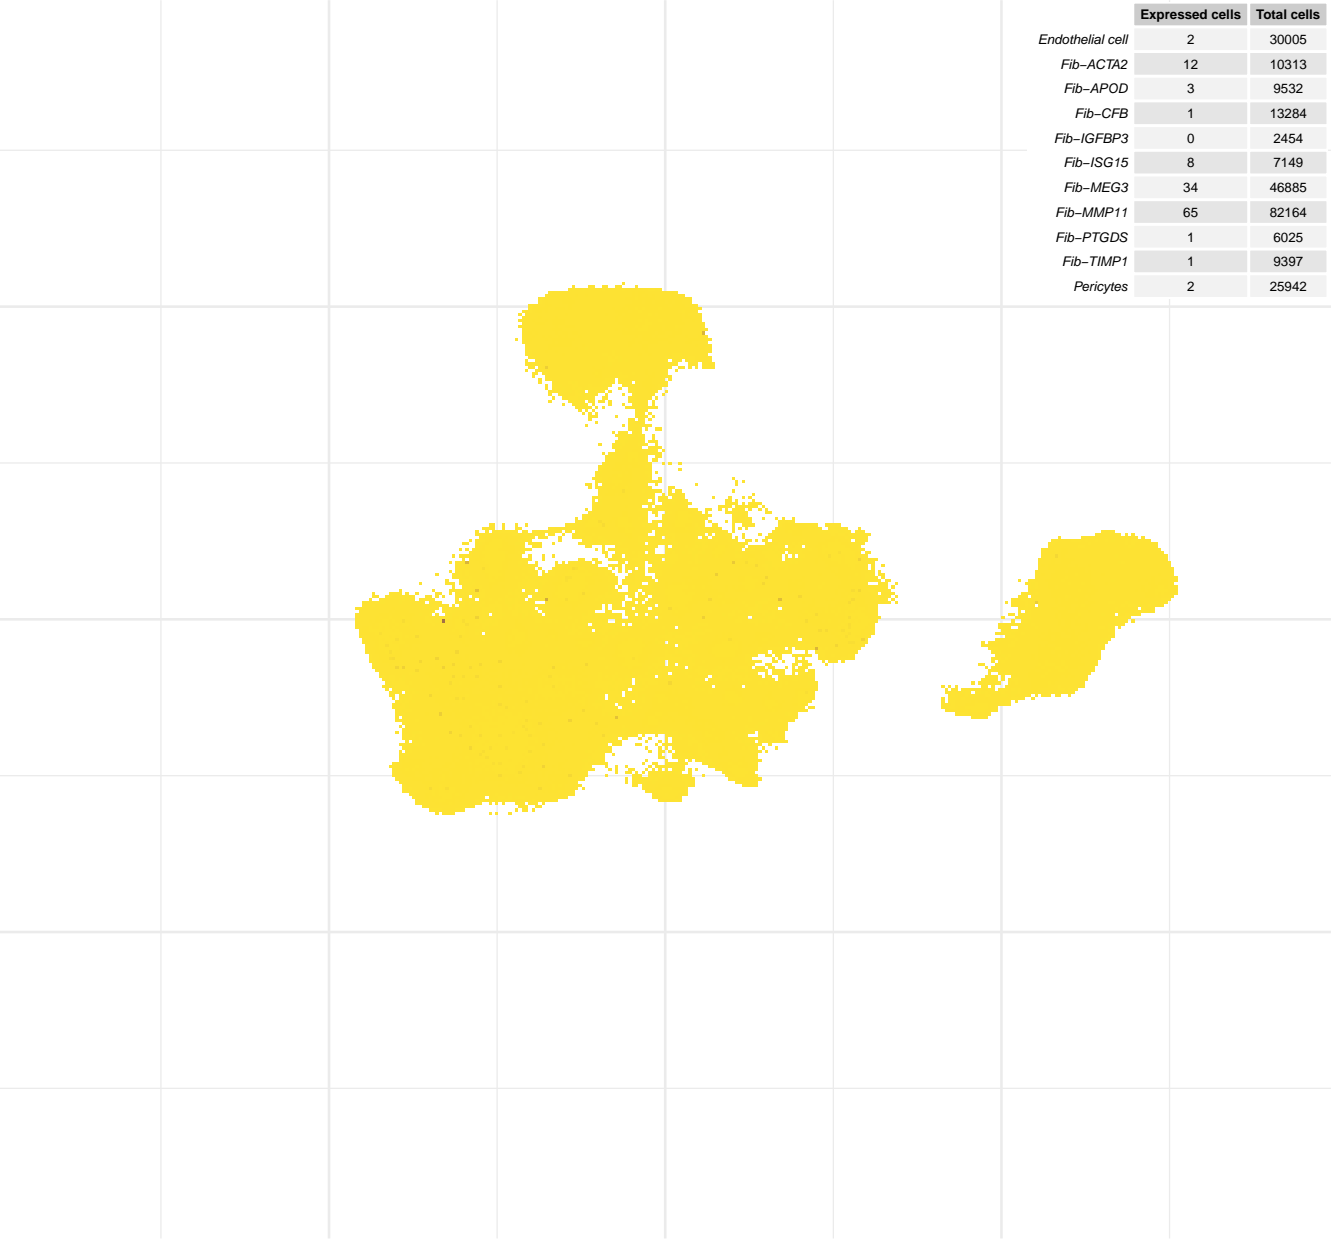 Expressed cells Total cells
Endothelial cell 2 30005
Fib−ACTA2 12 10313
Fib−APOD 3 9532
Fib−CFB 1 13284
Fib−IGFBP3 0 2454
Fib−ISG15 8 7149
Fib−MEG3 34 46885
Fib−MMP11 65 82164
Fib−PTGDS 1 6025
Fib−TIMP1 1 9397
Pericytes 2 25942